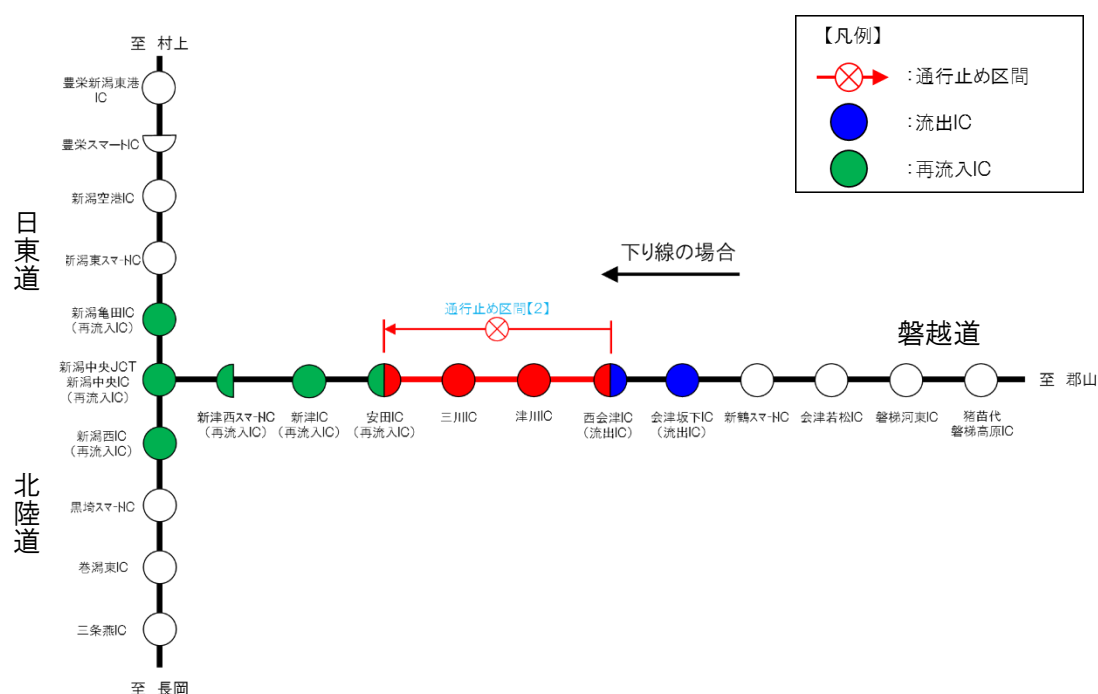 至 村上
豊栄新潟東港
IC
豊栄スマートIC
新潟空港IC
新潟東スマートIC
新潟亀田IC
(再流入IC)
新潟中央JCT
新潟中央IC
(再流入IC)
新潟西IC
(再流入IC)
黒埼スマートIC
巻潟東IC
三条燕IC
至 長岡
日東道
北陸道
【凡例】
:通行止め区間
:流出IC
:再流入IC
下り線の場合
通行止め区間【2】
磐越道
至 郡山
新津西スマートIC
(再流入IC)
新津IC
(再流入IC)
安田IC
(再流入IC)
三川IC
津川IC
西会津IC
(流出IC)
会津坂下IC
(流出IC)
新鶴スマートIC
会津若松IC
磐梯河東IC
猪苗代
磐梯高原IC